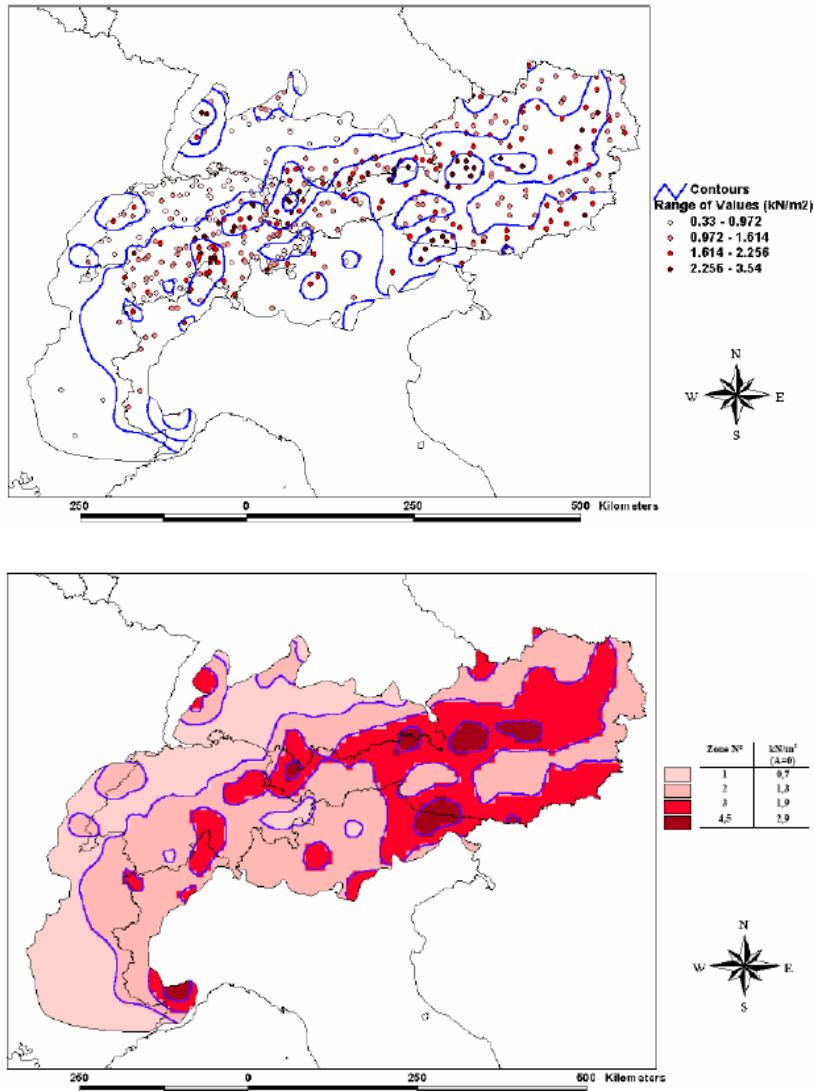 Contours
Range of Values (kN/m2)
0.33 - 0.972
0.972 - 1.614
1.614 - 2.256
2.256 - 3.54
N
W E
S
250 0 250 500 Kilometers
Zone Nº kN/m²
(A=0)
1 0,7
2 1,3
3 1,9
4,5 2,9
N
W E
S
260 0 250 500 Kilometers